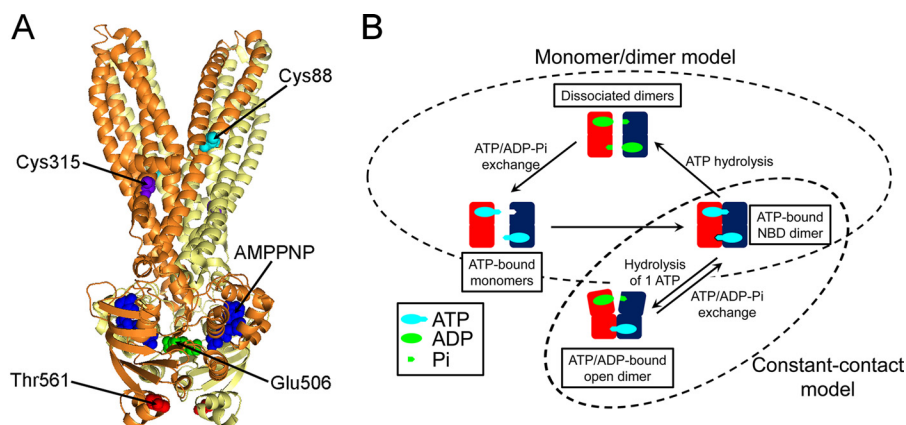 A
Cys88
Cys315
AMPPNP
Glu506
Thr561
B
Monomer/dimer model
Dissociated dimers
ATP/ADP-Pi
exchange
ATP hydrolysis
ATP-bound
NBD dimer
ATP-bound
monomers
Hydrolysis
of 1 ATP
ATP/ADP-Pi
exchange
ATP
ADP
Pi
ATP/ADP-bound
open dimer
Constant-contact
model